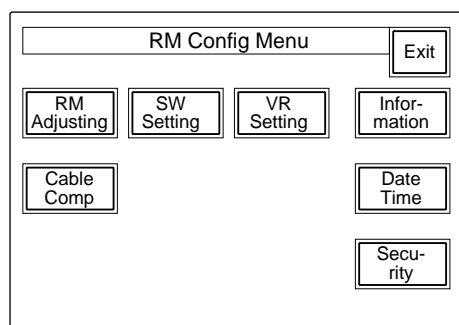 RM Config Menu
Exit
RM
Adjusting
SW
Setting
VR
Setting
Infor-
mation
Cable
Comp
Date
Time
Secu-
rity